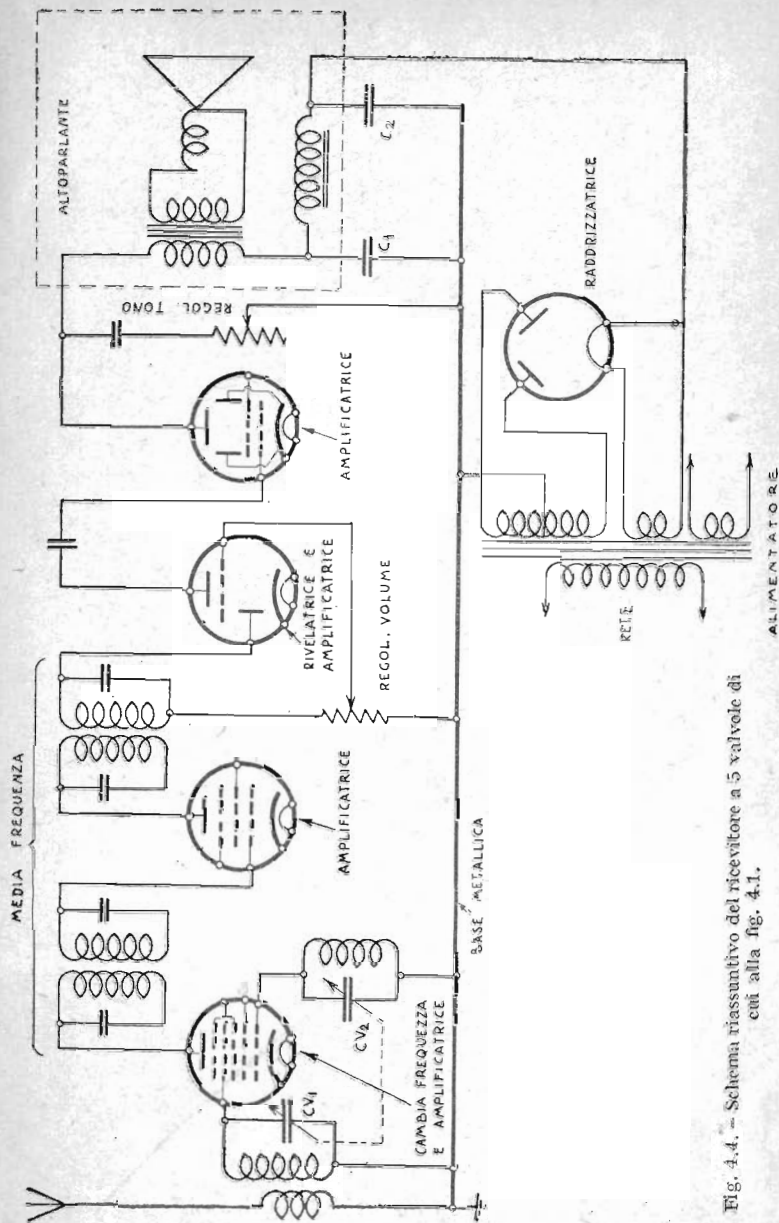 MEDIA FREQUENZA
ALTOPARLANTE
REGOL. TONO
C1
C2
AMPLIFICATRICE
RIVELATRICE E
AMPLIFICATRICE
REGOL. VOLUME
AMPLIFICATRICE
CV1
CV2
CAMBIA FREQUEZZA
E AMPLIFICATRICE
BASE METALLICA
RADDRIZZATRICE
RETE
ALIMENTATORE
Fig. 4.4. – Schema riassuntivo del ricevitore a 5 valvole di
cui alla fig. 4.1.